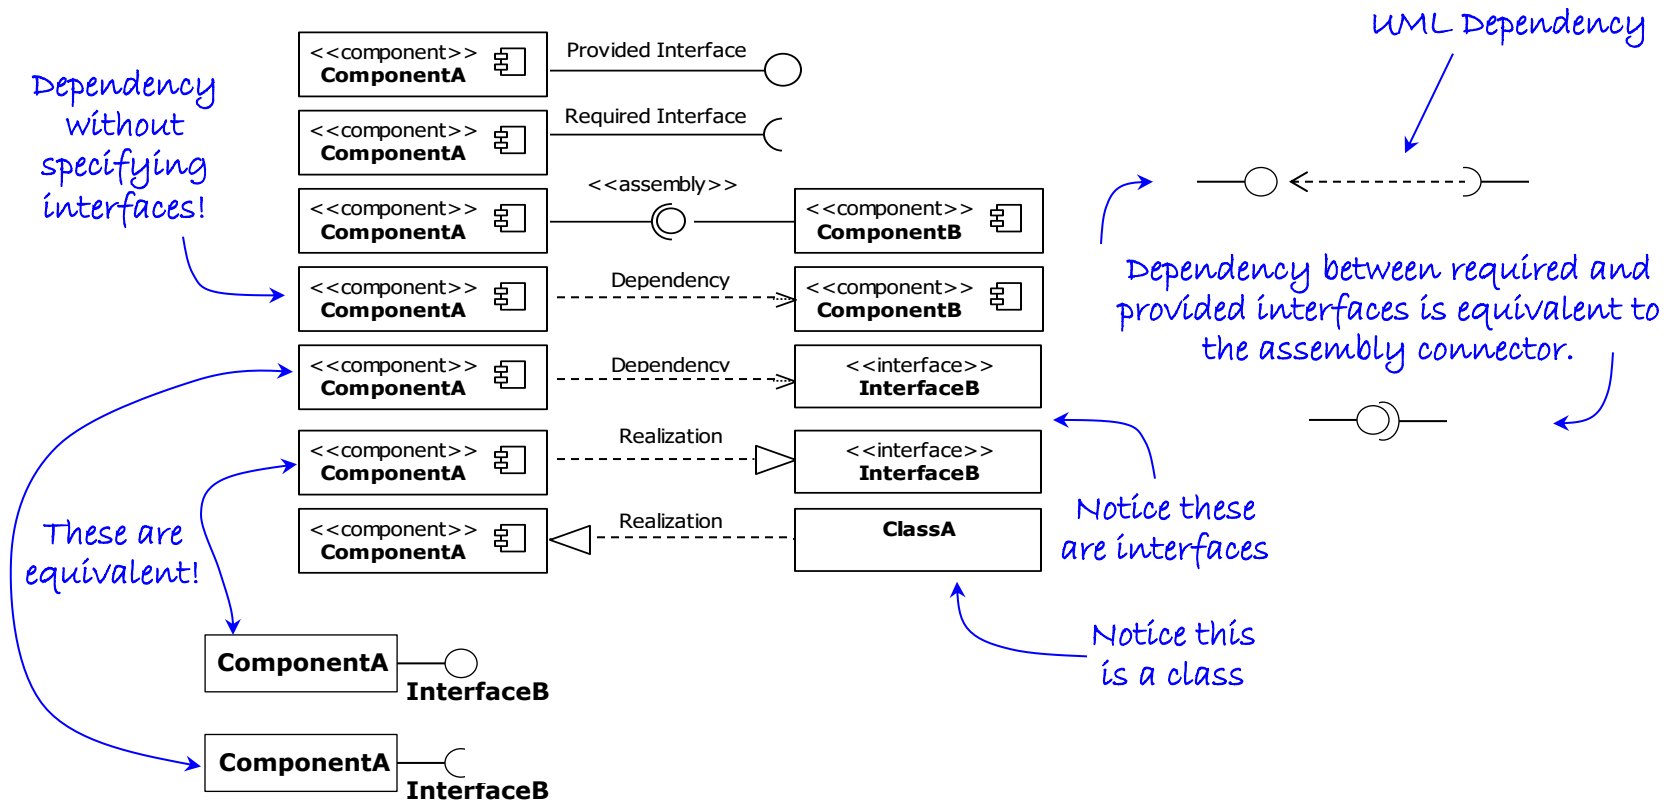 UML Dependency
<<component>>
ComponentA
Provided Interface
Dependency
without
specifying
interfaces!
<<component>>
ComponentA
Required Interface
<<component>>
ComponentA
<<assembly>>
<<component>>
ComponentB
<<component>>
ComponentA
Dependency
<<component>>
ComponentB
Dependency between required and
provided interfaces is equivalent to
the assembly connector.
<<component>>
ComponentA
Dependency
<<interface>>
InterfaceB
<<component>>
ComponentA
Realization
<<interface>>
InterfaceB
Notice these
are interfaces
<<component>>
ComponentA
Realization
ClassA
These are
equivalent!
Notice this
is a class
ComponentA
InterfaceB
ComponentA
InterfaceB